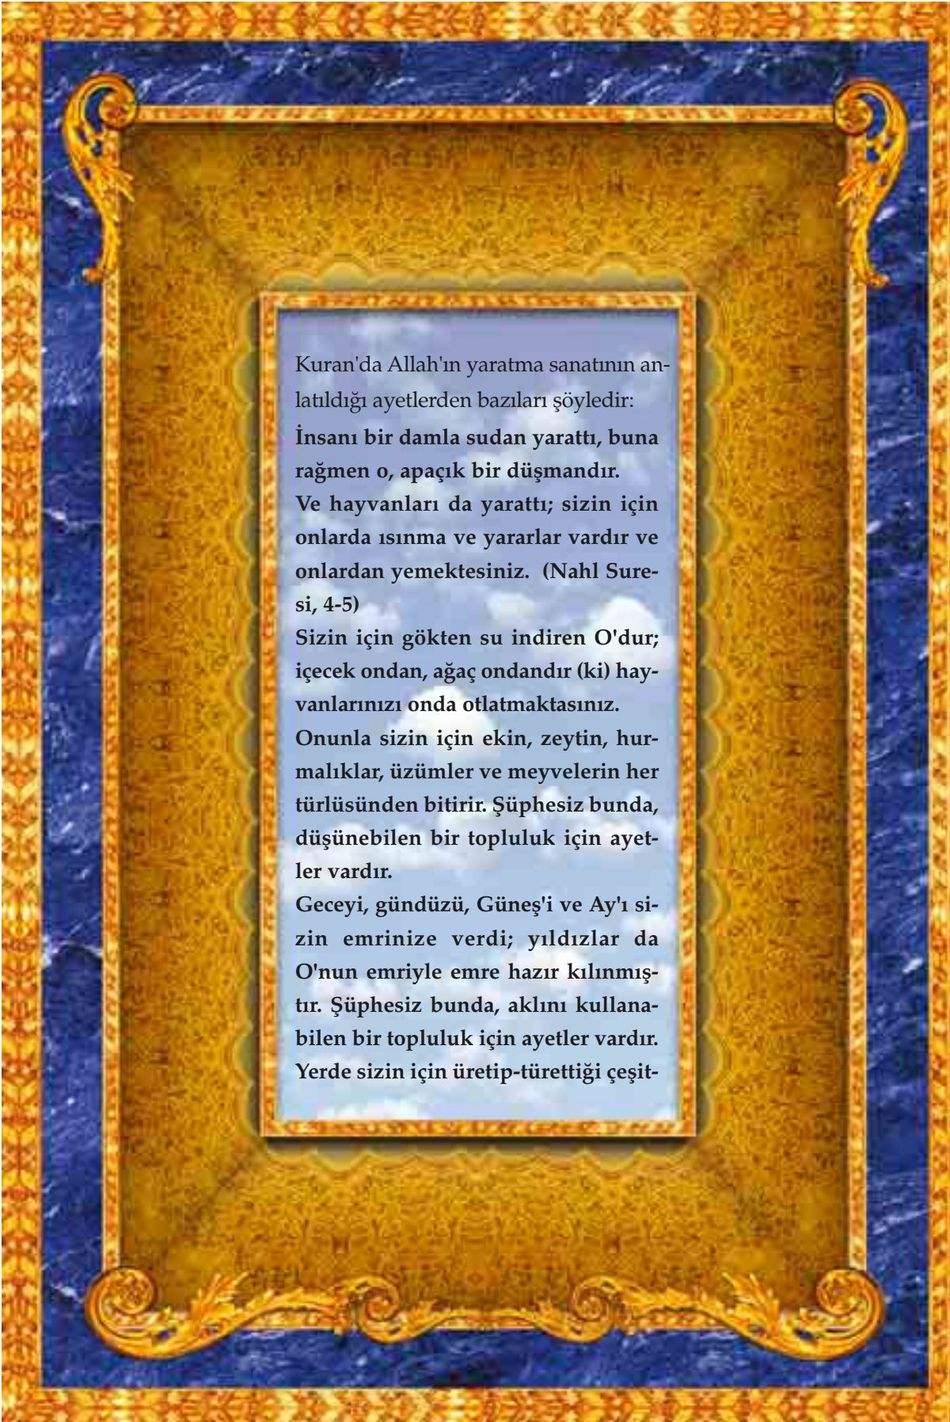 Kuran'da Allah'ın yaratma sanatının an-
latıldığı ayetlerden bazıları şöyledir:
İnsanı bir damla sudan yarattı, buna
rağmen o, apaçık bir düşmandır.
Ve hayvanları da yarattı; sizin için
onlarda ısınma ve yararlar vardır ve
onlardan yemektesiniz. (Nahl Sure-
si, 4-5)
Sizin için gökten su indiren O'dur;
içecek ondan, ağaç ondandır (ki) hay-
vanlarınızı onda otlatmaktasınız.
Onunla sizin için ekin, zeytin, hur-
malıklar, üzümler ve meyvelerin her
türlüsünden bitirir. Şüphesiz bunda,
düşünebilen bir topluluk için ayet-
ler vardır.
Geceyi, gündüzü, Güneş'i ve Ay'ı si-
zin emrinize verdi; yıldızlar da
O'nun emriyle emre hazır kılınmış-
tır. Şüphesiz bunda, aklını kullana-
bilen bir topluluk için ayetler vardır.
Yerde sizin için üretip-türettiği çeşit-